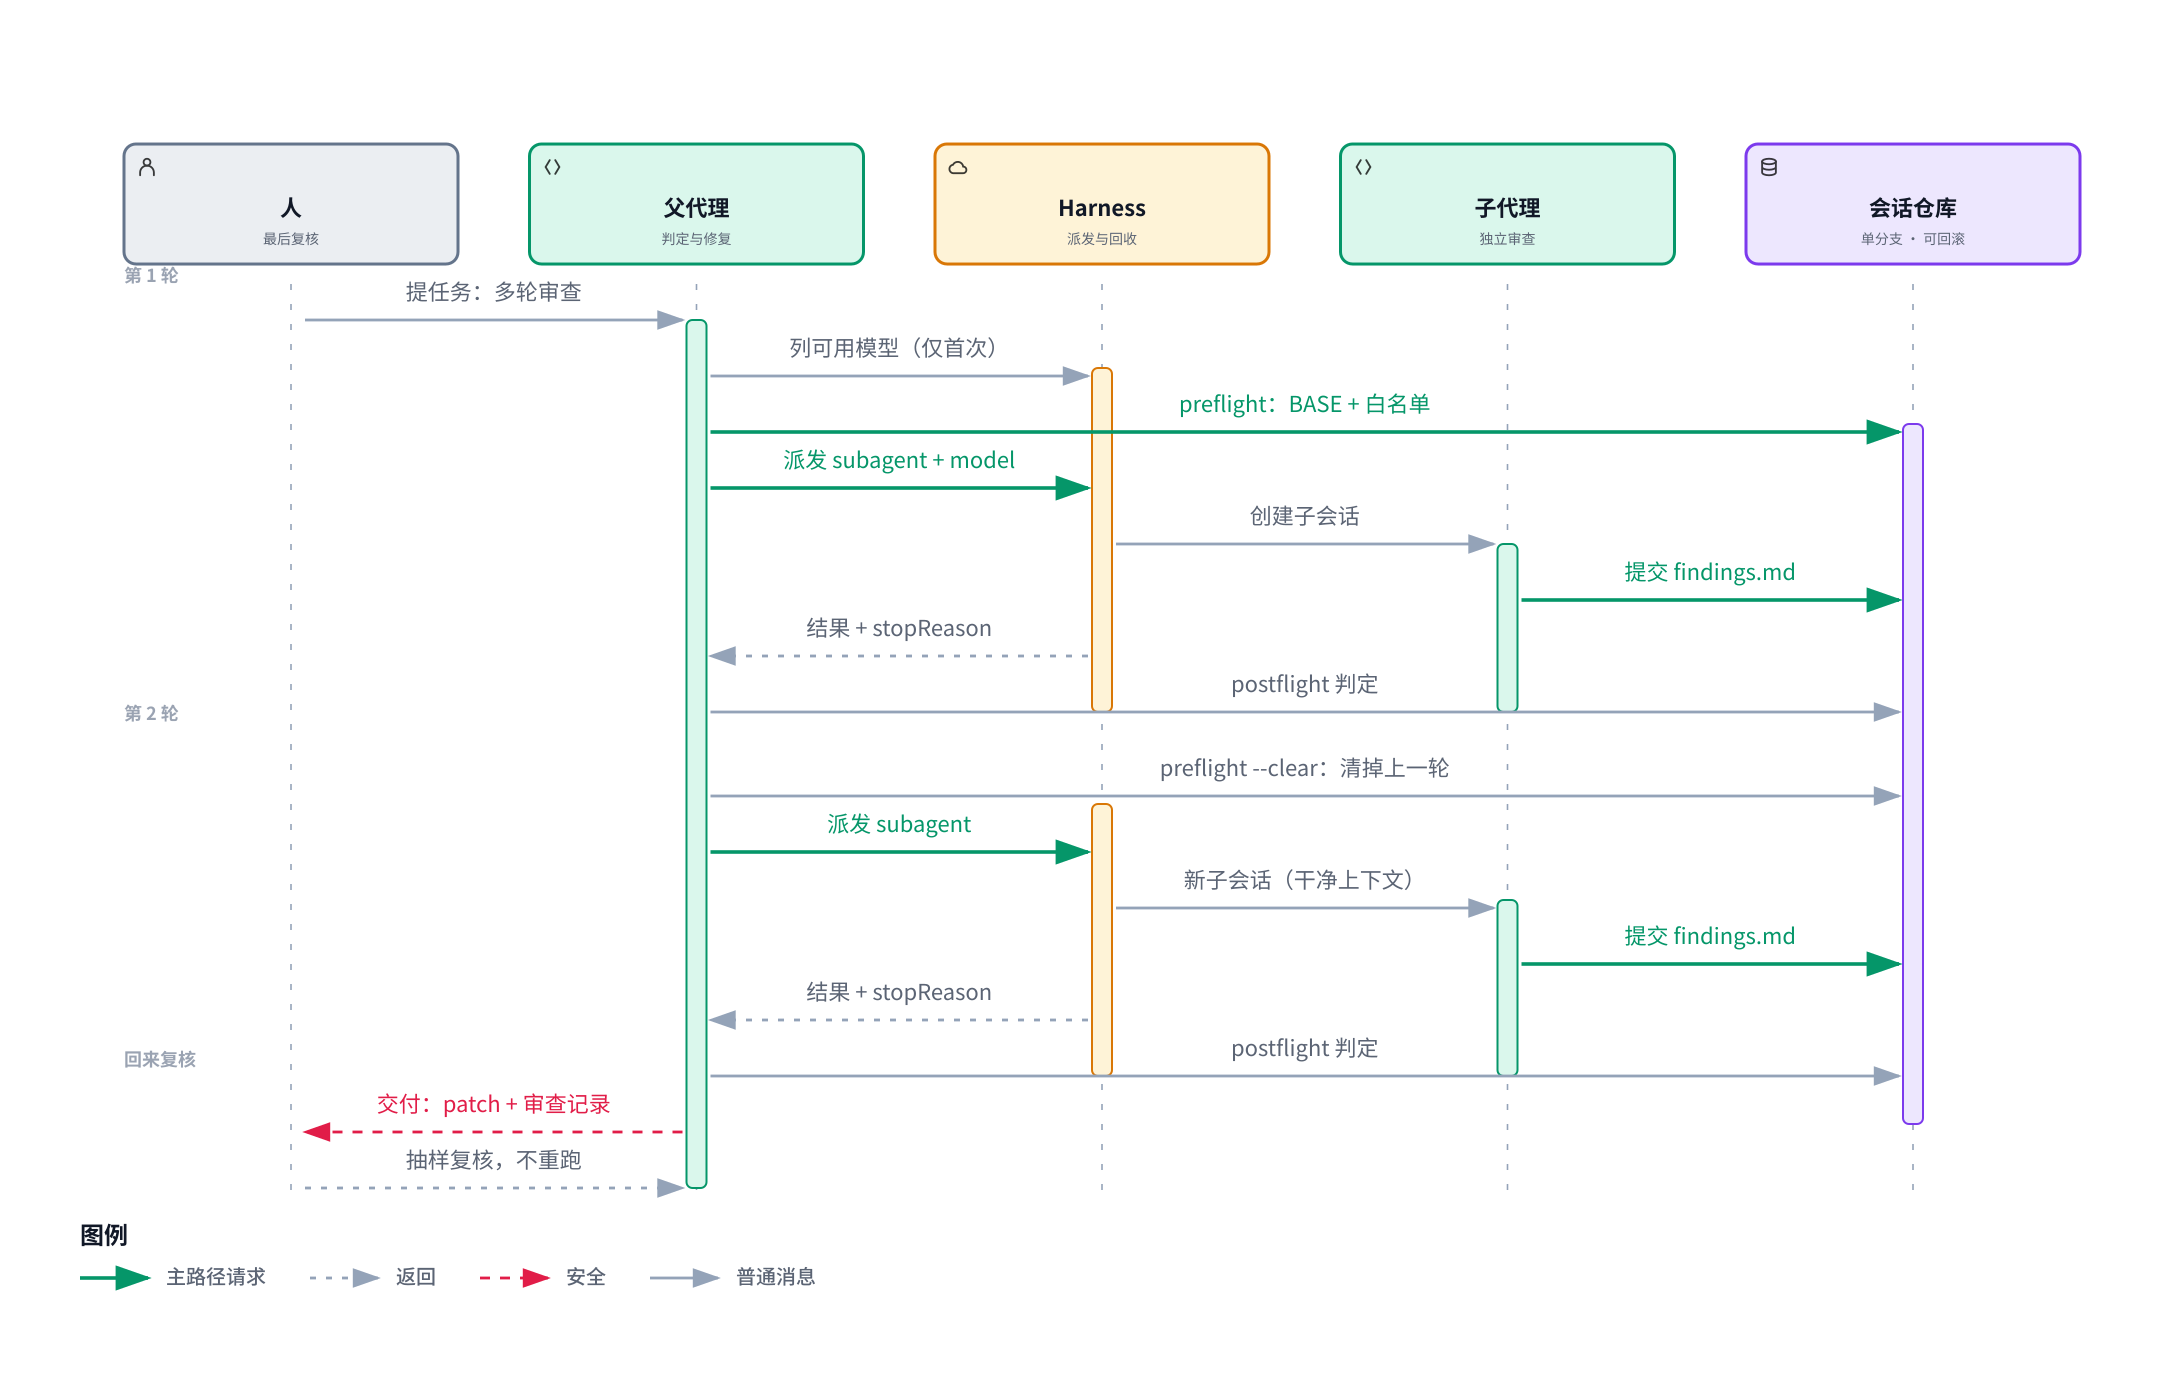 人
最后复核
父代理
判定与修复
Harness
派发与回收
子代理
独立审查
会话仓库
单分支 · 可回滚
第 1 轮
提任务：多轮审查
列可用模型（仅首次）
preflight：BASE + 白名单
派发 subagent + model
创建子会话
提交 findings.md
结果 + stopReason
postflight 判定
第 2 轮
preflight --clear：清掉上一轮
派发 subagent
新子会话（干净上下文）
提交 findings.md
结果 + stopReason
postflight 判定
回来复核
交付：patch + 审查记录
抽样复核，不重跑
图例
主路径请求
返回
安全
普通消息